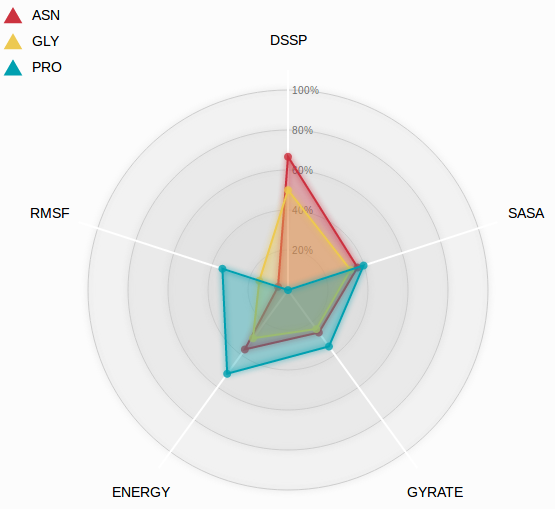 ASN
GLY
PRO
DSSP
100%
80%
60%
40%
20%
RMSF
SASA
ENERGY
GYRATE